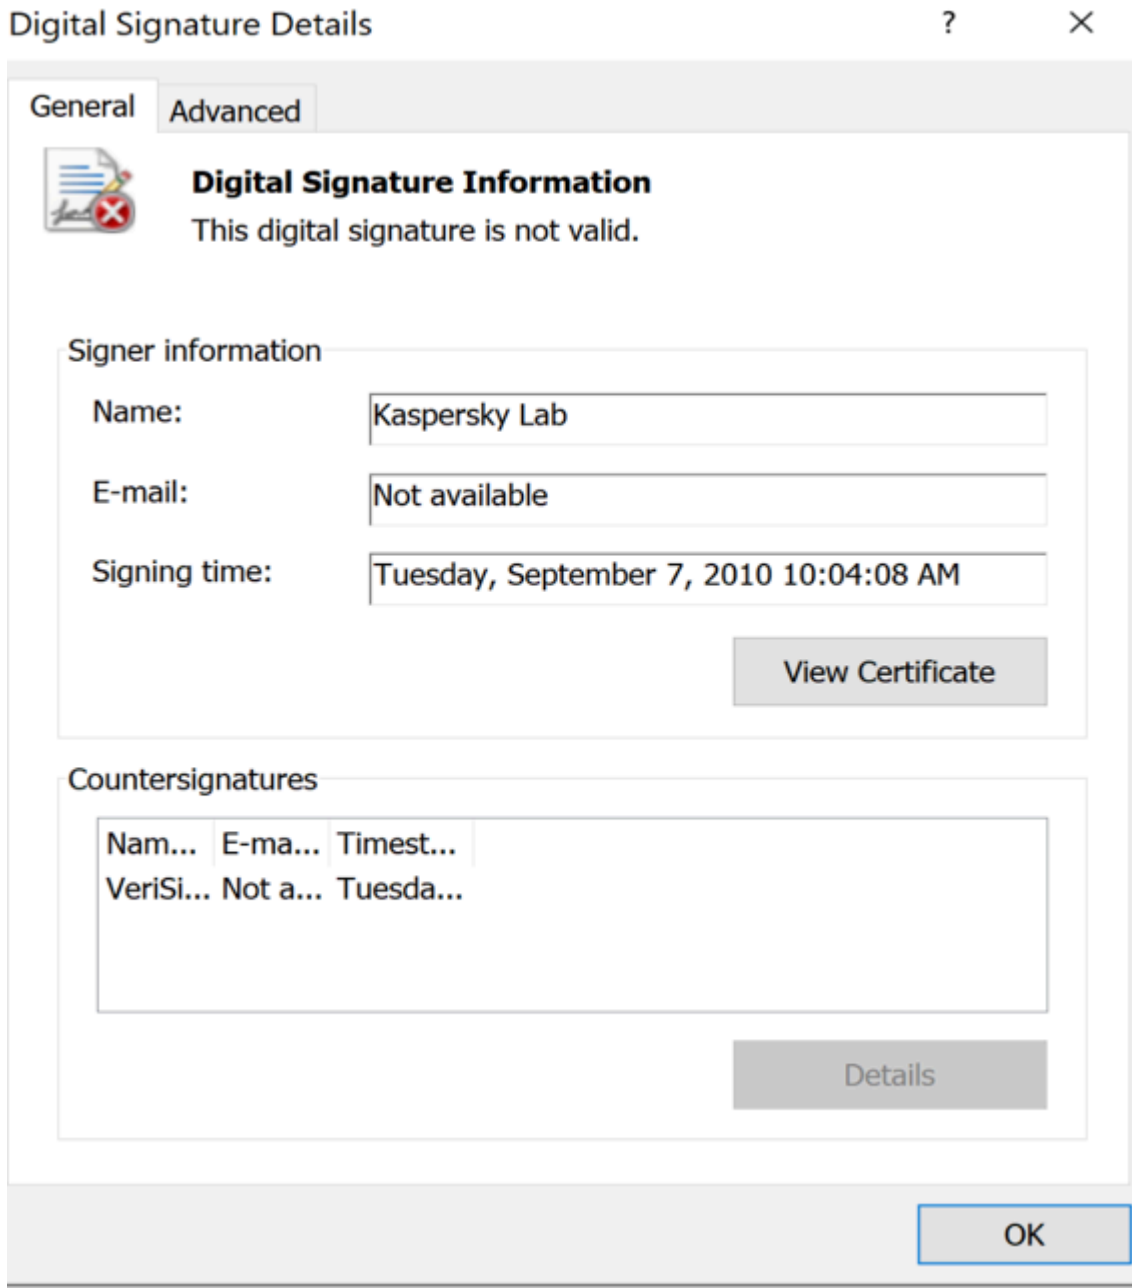 Digital Signature Details ? ×
General Advanced
Digital Signature Information
This digital signature is not valid.
Signer information
Name: Kaspersky Lab
E-mail: Not available
Signing time: Tuesday, September 7, 2010 10:04:08 AM
View Certificate
Countersignatures
Nam... E-ma... Timest...
VeriSi... Not a... Tuesda...
Details
OK